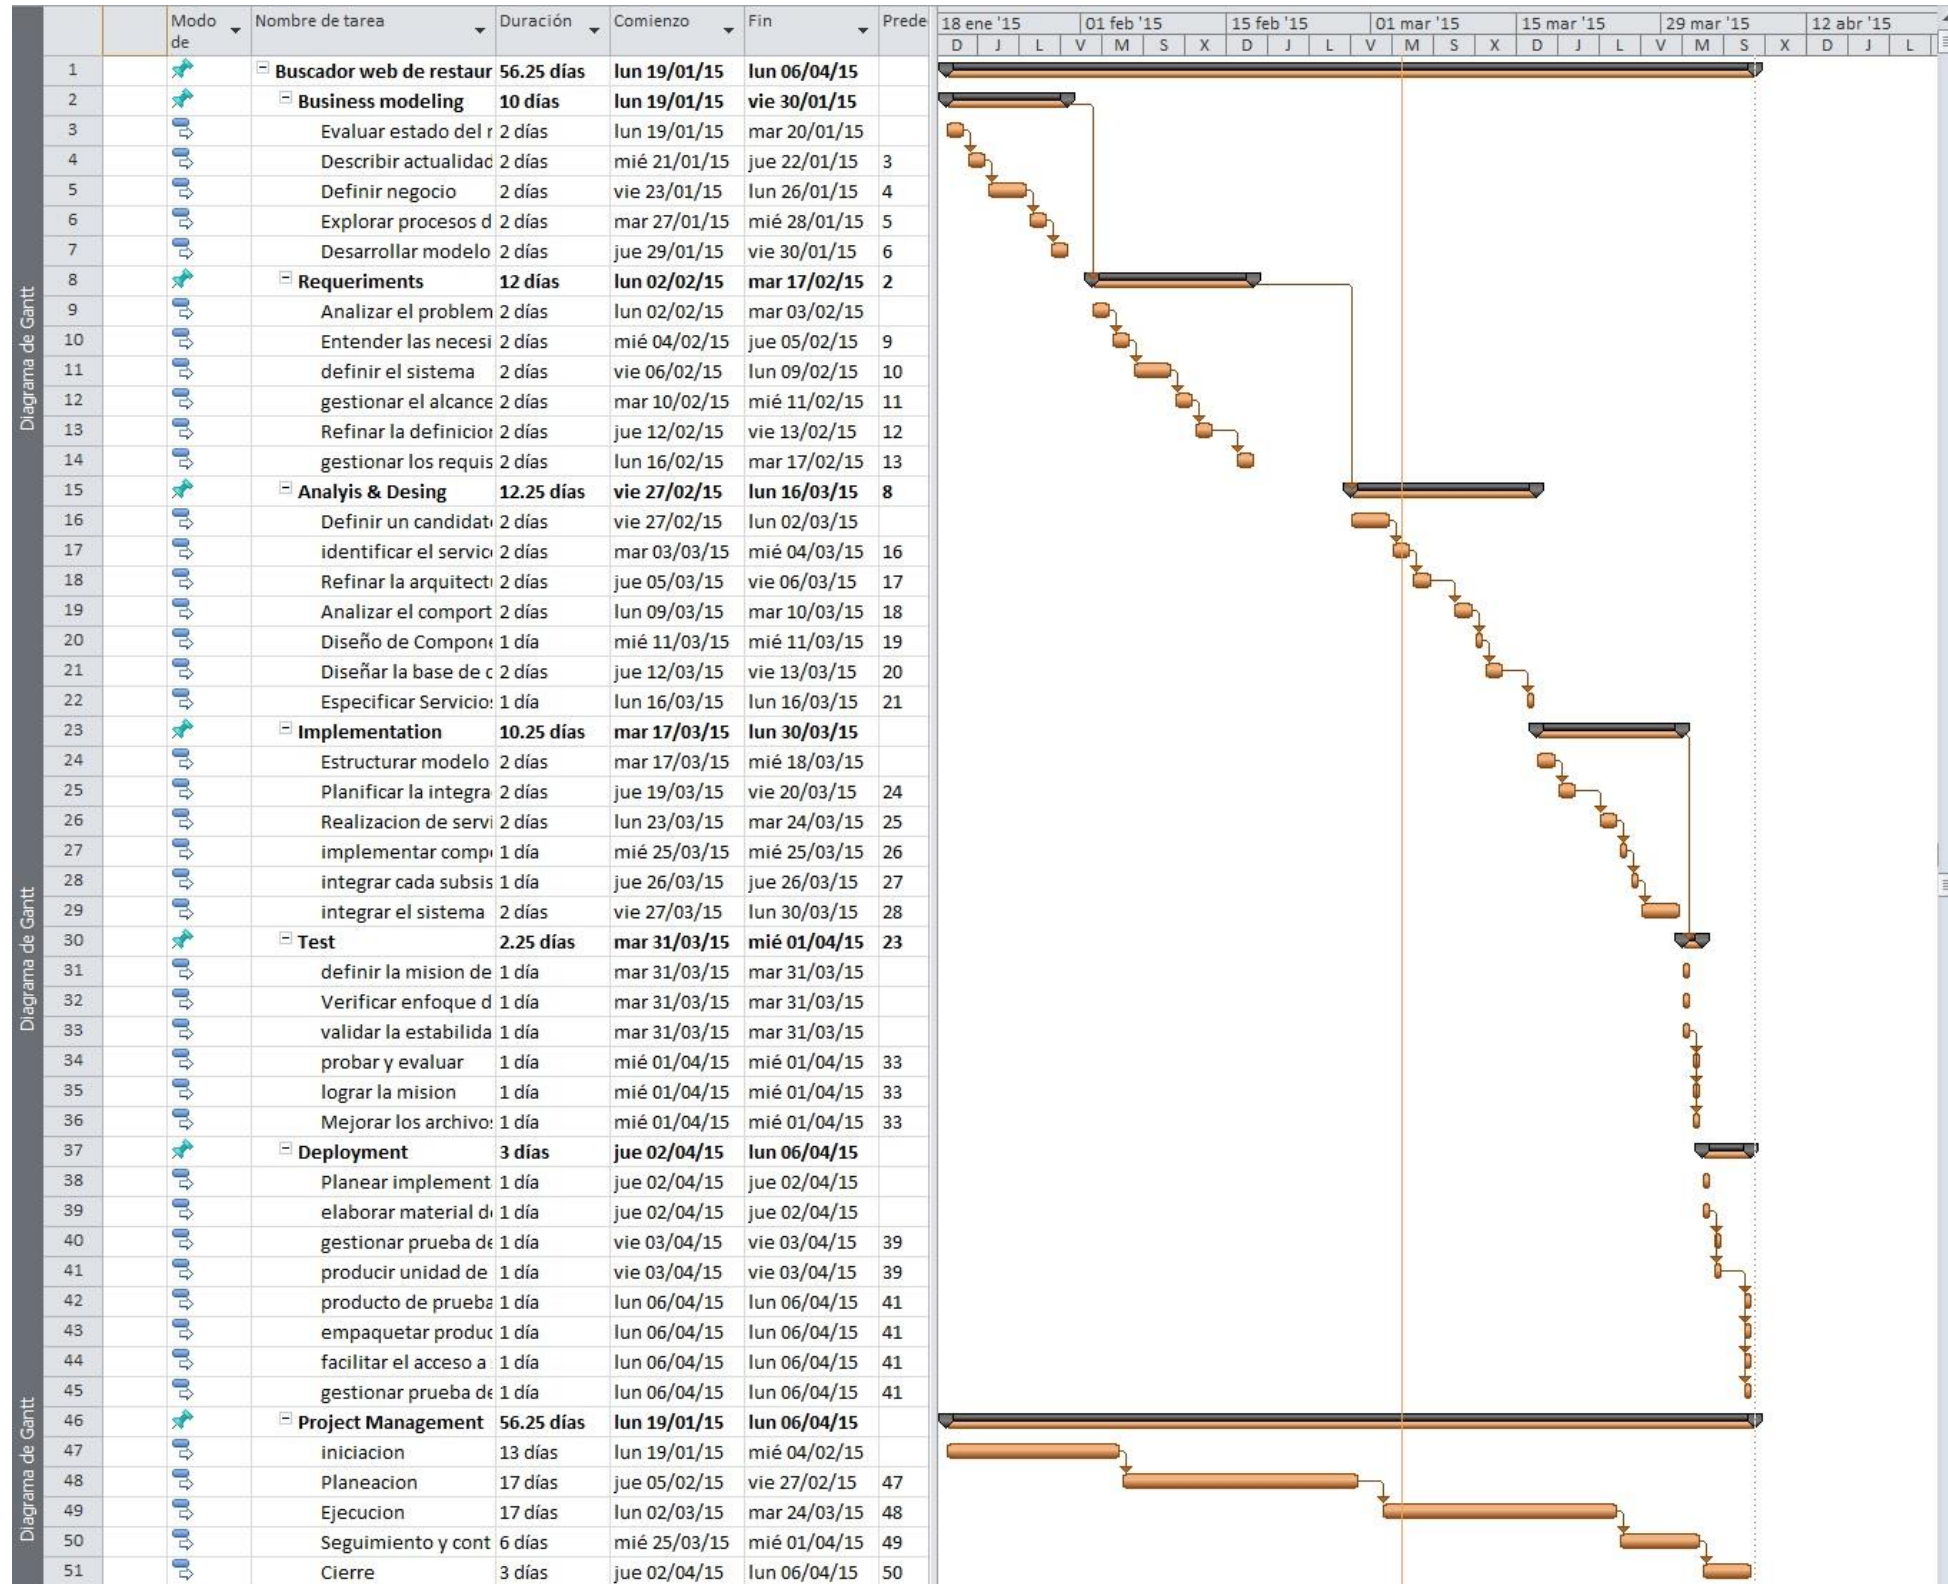 Modo de Nombre de tarea Duración Comienzo Fin Prede
18 ene '15 01 feb '15 15 feb '15 01 mar '15 15 mar '15 29 mar '15 12 abr '15
D J L V M S X D J L V M S X D J L V M S X D J L
1 Buscador web de restaur 56.25 días lun 19/01/15 lun 06/04/15
2 Business modeling 10 días lun 19/01/15 vie 30/01/15
3 Evaluar estado del 2 días lun 19/01/15 mar 20/01/15
4 Describir actualidad 2 días mié 21/01/15 jue 22/01/15 3
5 Definir negocio 2 días vie 23/01/15 lun 26/01/15 4
6 Explorar procesos d 2 días mar 27/01/15 mié 28/01/15 5
7 Desarrollar modelo 2 días jue 29/01/15 vie 30/01/15 6
8 Requeriments 12 días lun 02/02/15 mar 17/02/15 2
9 Analizar el problem 2 días lun 02/02/15 mar 03/02/15
10 Entender las necesi 2 días mié 04/02/15 jue 05/02/15 9
11 definir el sistema 2 días vie 06/02/15 lun 09/02/15 10
12 gestionar el alcance 2 días mar 10/02/15 mié 11/02/15 11
13 Refinar la definicior 2 días jue 12/02/15 vie 13/02/15 12
14 gestionar los requis 2 días lun 16/02/15 mar 17/02/15 13
15 Analyis & Desing 12.25 días vie 27/02/15 lun 16/03/15 8
16 Definir un candidat 2 días vie 27/02/15 lun 02/03/15
17 identificar el servic 2 días mar 03/03/15 mié 04/03/15 16
18 Refinar la arquitect 2 días jue 05/03/15 vie 06/03/15 17
19 Analizar el comport 2 días lun 09/03/15 mar 10/03/15 18
20 Diseño de Compone 1 día mié 11/03/15 mié 11/03/15 19
21 Diseñar la base de 2 días jue 12/03/15 vie 13/03/15 20
22 Especificar Servicio 1 día lun 16/03/15 lun 16/03/15 21
23 Implementation 10.25 días mar 17/03/15 lun 30/03/15
24 Estructurar modelo 2 días mar 17/03/15 mié 18/03/15
25 Planificar la integra 2 días jue 19/03/15 vie 20/03/15 24
26 Realizacion de servi 2 días lun 23/03/15 mar 24/03/15 25
27 implementar comp 1 día mié 25/03/15 mié 25/03/15 26
28 integrar cada subsis 1 día jue 26/03/15 jue 26/03/15 27
29 integrar el sistema 2 días vie 27/03/15 lun 30/03/15 28
30 Test 2.25 días mar 31/03/15 mié 01/04/15 23
31 definir la mision de 1 día mar 31/03/15 mar 31/03/15
32 Verificar enfoque d 1 día mar 31/03/15 mar 31/03/15
33 validar la estabilida 1 día mar 31/03/15 mar 31/03/15
34 probar y evaluar 1 día mié 01/04/15 mié 01/04/15 33
35 lograr la mision 1 día mié 01/04/15 mié 01/04/15 33
36 Mejorar los archivo 1 día mié 01/04/15 mié 01/04/15 33
37 Deployment 3 días jue 02/04/15 lun 06/04/15
38 Planear implement 1 día jue 02/04/15 jue 02/04/15
39 elaborar material d 1 día jue 02/04/15 jue 02/04/15
40 gestionar prueba de 1 día vie 03/04/15 vie 03/04/15 39
41 producir unidad de 1 día vie 03/04/15 vie 03/04/15 39
42 producto de prueba 1 día lun 06/04/15 lun 06/04/15 41
43 empaquetar produc 1 día lun 06/04/15 lun 06/04/15 41
44 facilitar el acceso a 1 día lun 06/04/15 lun 06/04/15 41
45 gestionar prueba de 1 día lun 06/04/15 lun 06/04/15 41
46 Project Management 56.25 días lun 19/01/15 lun 06/04/15
47 iniciacion 13 días lun 19/01/15 mié 04/02/15
48 Planeacion 17 días jue 05/02/15 vie 27/02/15 47
49 Ejecucion 17 días lun 02/03/15 mar 24/03/15 48
50 Seguimiento y cont 6 días mié 25/03/15 mié 01/04/15 49
51 Cierre 3 días jue 02/04/15 lun 06/04/15 50
Diagrama de Gantt
Diagrama de Gantt
Diagrama de Gantt